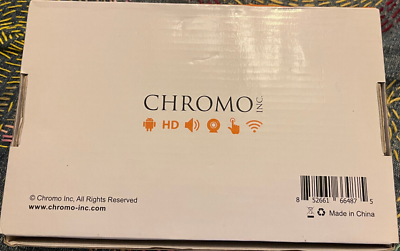 CHROMO INC.
HD
© Chromo Inc, All Rights Reserved
www.chromo-inc.com
8 52661 66487 5
Made in China